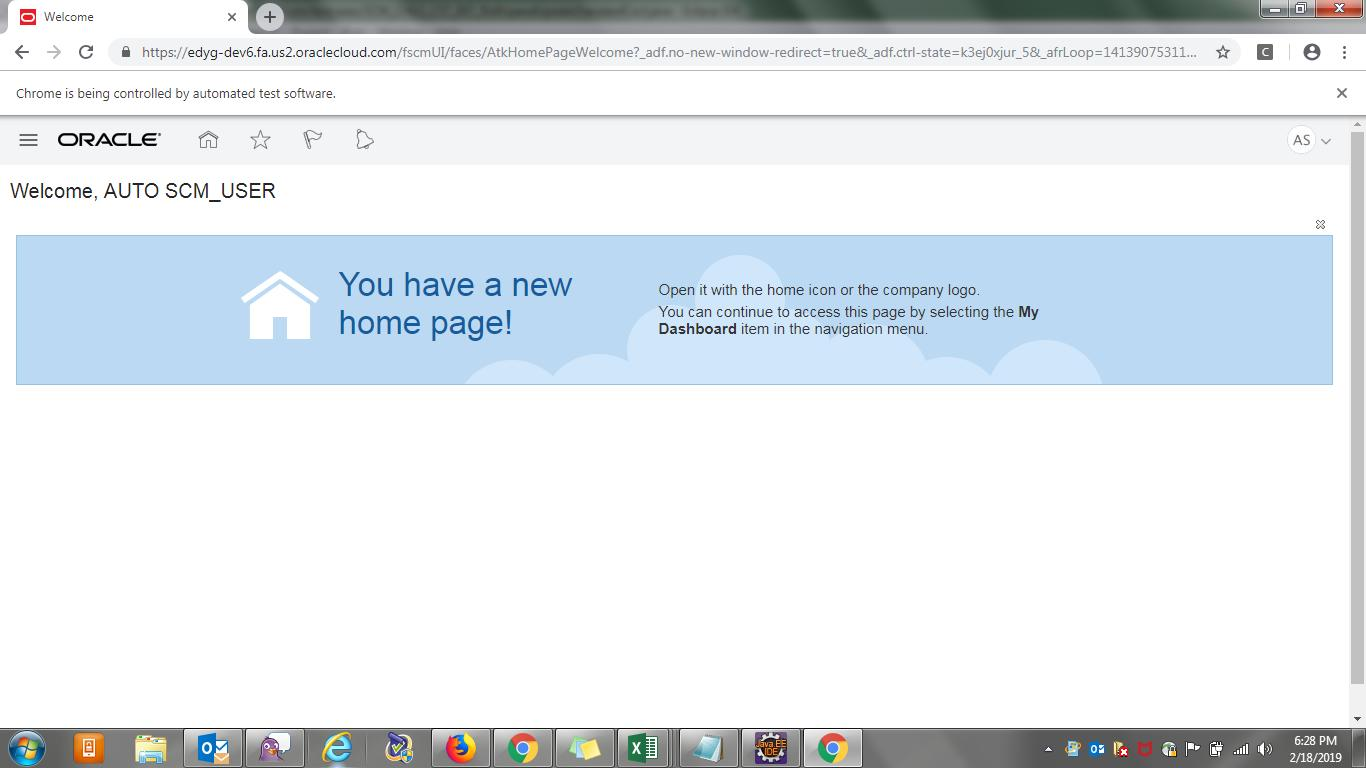 Welcome
https://edyg-dev6.fa.us2.oraclecloud.com/fscmUI/faces/AtkHomePageWelcome?_adf.no-new-window-redirect=true&_adf.ctrl-state=k3ej0xjur_5&_afrLoop=14139075311...
C
Chrome is being controlled by automated test software.
ORACLE
AS
Welcome, AUTO SCM_USER
You have a new
home page!
Open it with the home icon or the company logo.
You can continue to access this page by selecting the My
Dashboard item in the navigation menu.
Java EE
IDE
6:28 PM
2/18/2019